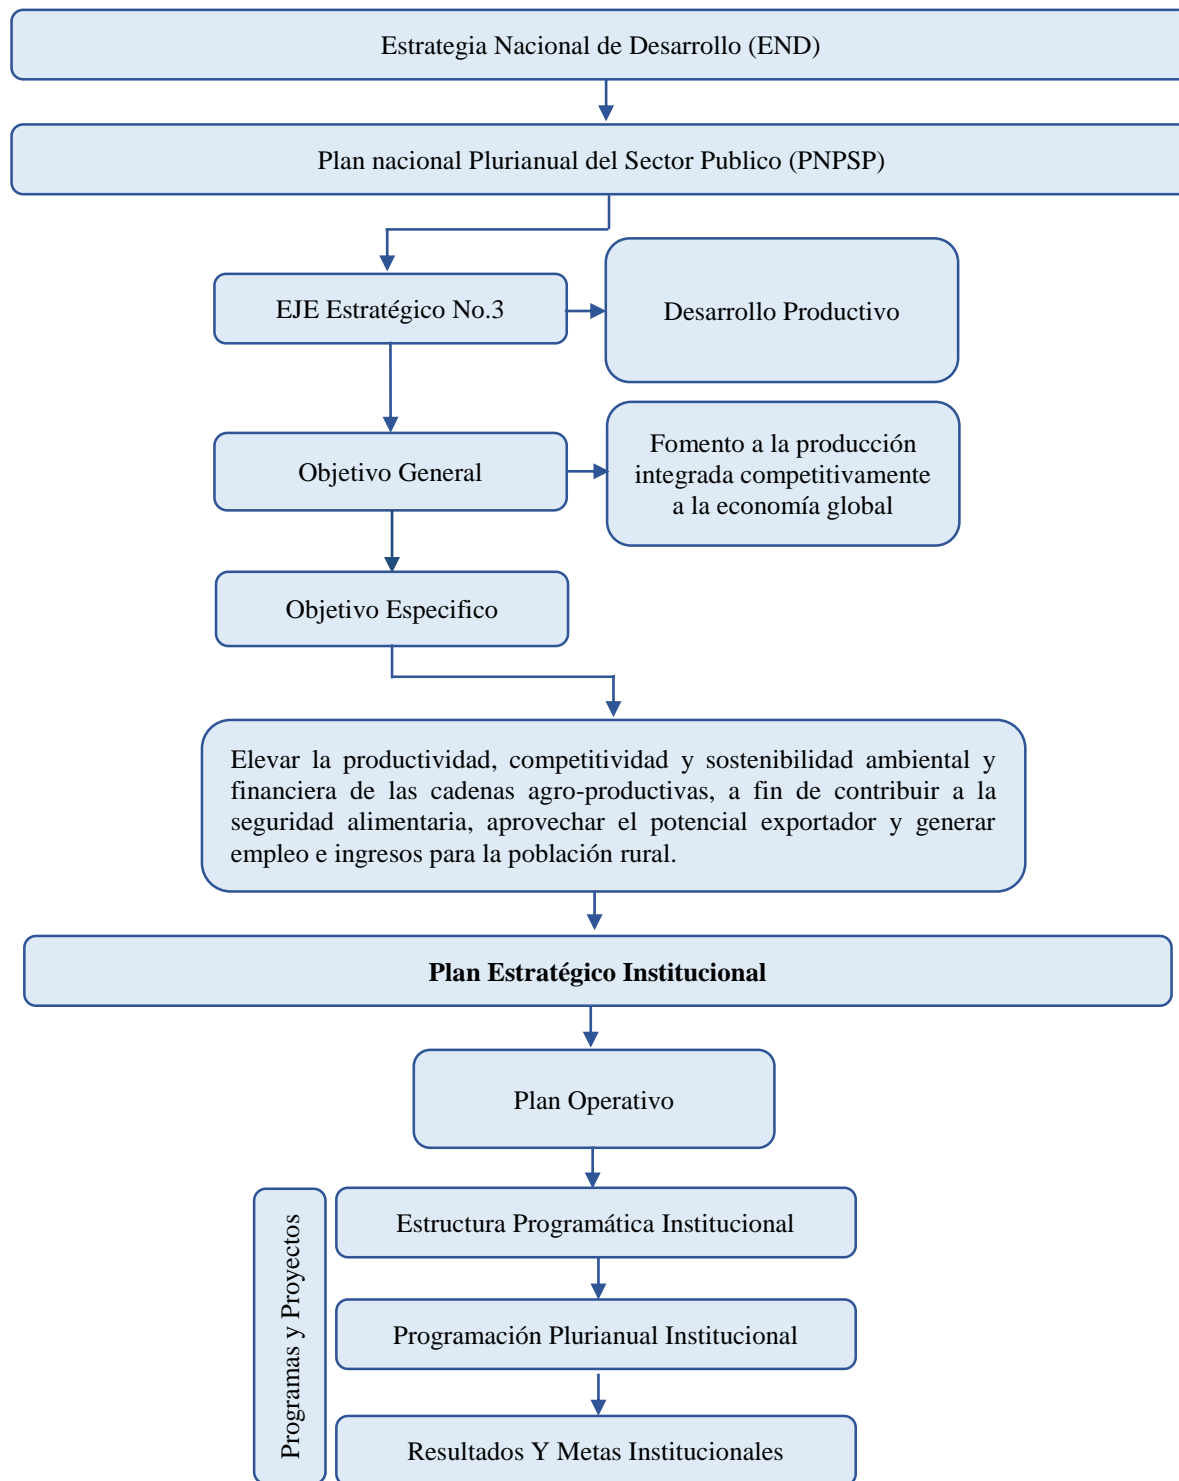 Estrategia Nacional de Desarrollo (END)
Plan nacional Plurianual del Sector Publico (PNPSP)
EJE Estratégico No.3
Desarrollo Productivo
Objetivo General
Fomento a la producción
integrada competitivamente
a la economía global
Objetivo Especifico
Elevar la productividad, competitividad y sostenibilidad ambiental y
financiera de las cadenas agro-productivas, a fin de contribuir a la
seguridad alimentaria, aprovechar el potencial exportador y generar
empleo e ingresos para la población rural.
Plan Estratégico Institucional
Plan Operativo
Programas y Proyectos
Estructura Programática Institucional
Programación Plurianual Institucional
Resultados Y Metas Institucionales